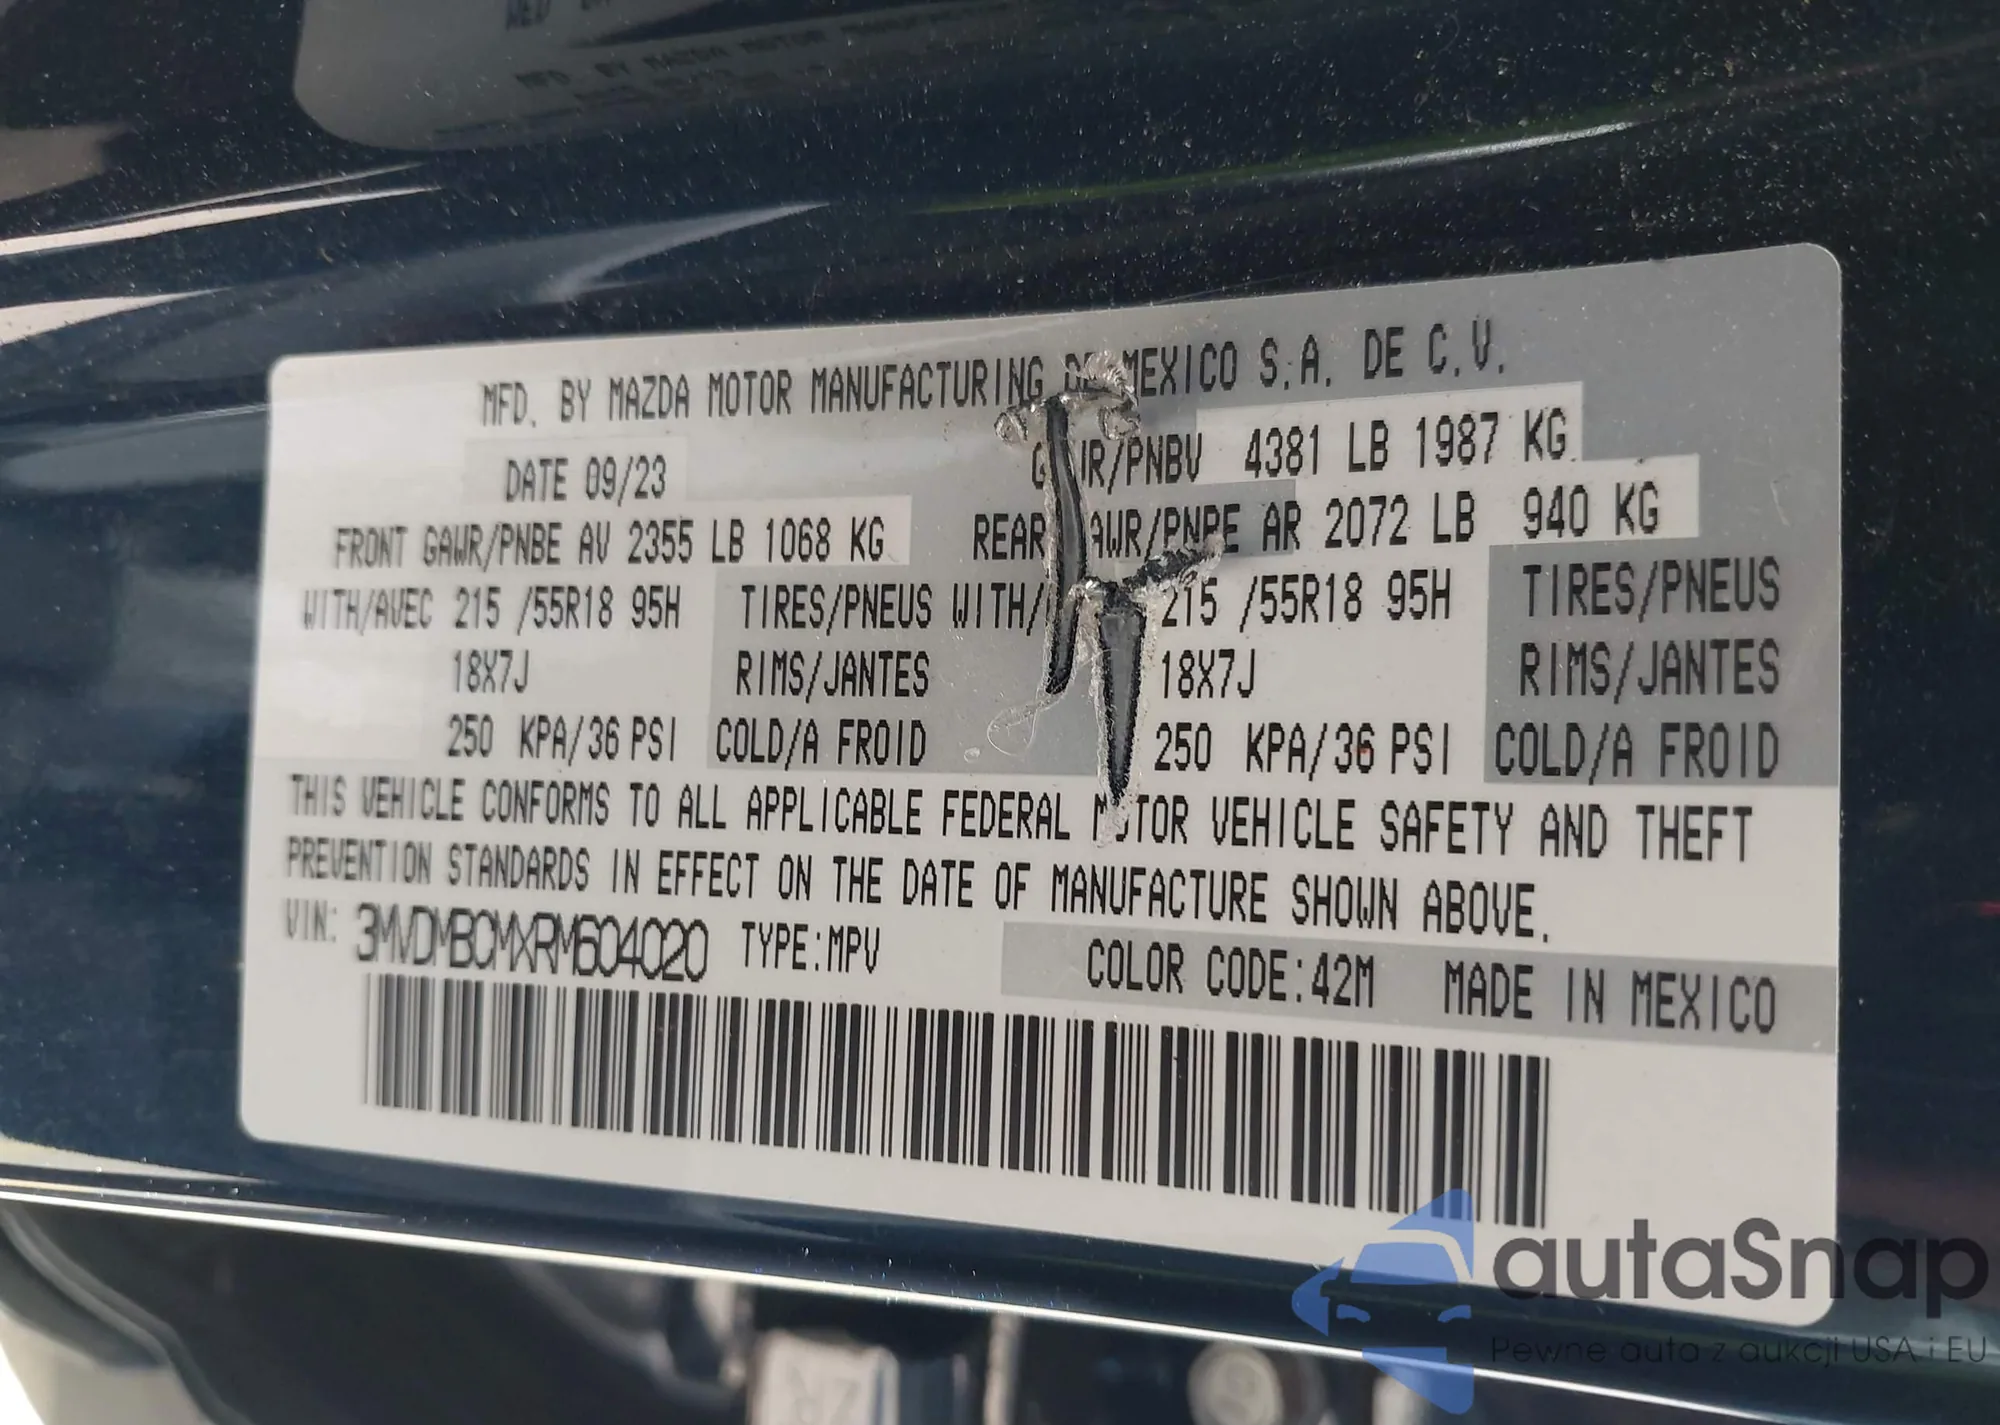 MFD. BY MAZDA MOTOR MANUFACTURING DE MEXICO S.A. DE C.V.
DATE 09/23 /PNBV 4381 LB 1987 KG
FRONT GAWR/PNBE AV 2355 LB 1068 KG REAR GAWR/PNBE AR 2072 LB 940 KG
WITH/AVEC 215 /55R18 95H TIRES/PNEUS WITH/ 215 /55R18 95H TIRES/PNEUS
18X7J RIMS/JANTES 18X7J RIMS/JANTES
250 KPA/36 PSI COLD/A FROID 250 KPA/36 PSI COLD/A FROID
THIS VEHICLE CONFORMS TO ALL APPLICABLE FEDERAL MOTOR VEHICLE SAFETY AND THEFT
PREVENTION STANDARDS IN EFFECT ON THE DATE OF MANUFACTURE SHOWN ABOVE.
VIN: 3MVDMBCMXRM604020 TYPE:MPV COLOR CODE:42M MADE IN MEXICO
autaSnap
Pewne auta z aukcji USA i EU